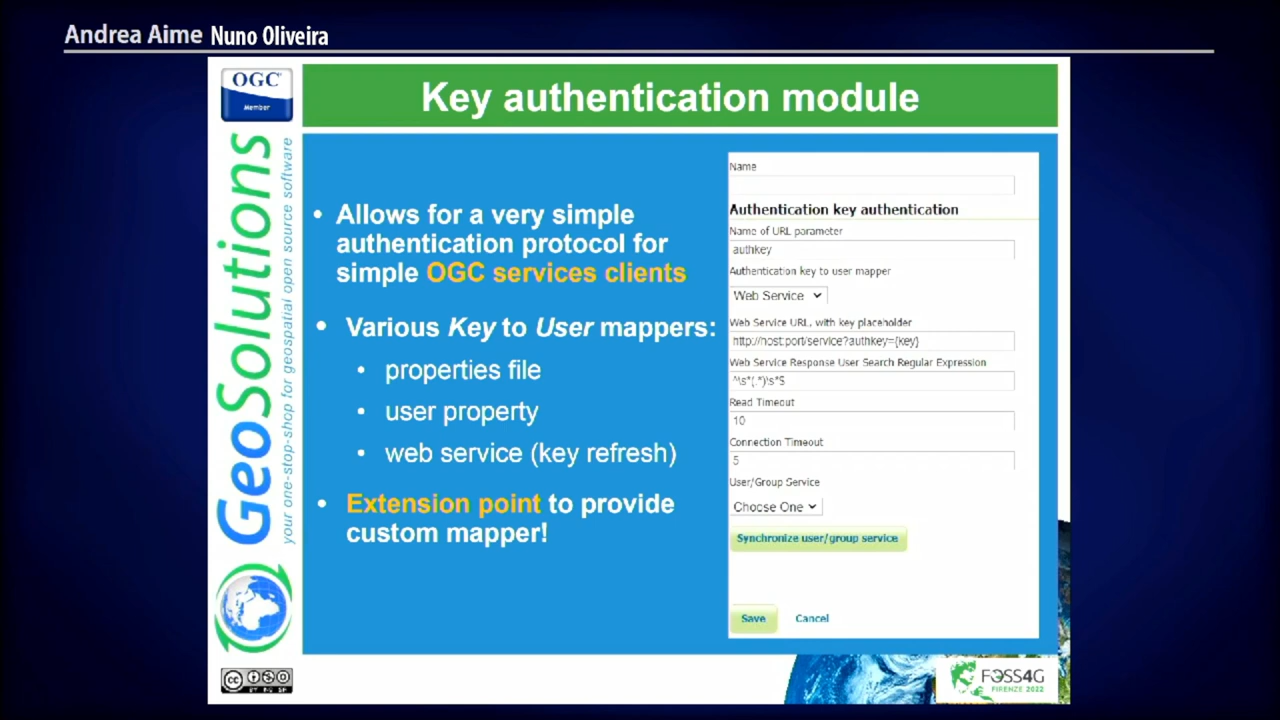 Andrea Aime Nuno Oliveira
OGC
Member
GeoSolutions
your one-stop-shop for geospatial open source software
Key authentication module
• Allows for a very simple
authentication protocol for
simple OGC services clients
• Various Key to User mappers:
• properties file
• user property
• web service (key refresh)
• Extension point to provide
custom mapper!
Name
Authentication key authentication
Name of URL parameter
authkey
Authentication key to user mapper
Web Service
Web Service URL, with key placeholder
http://host:port/service?authkey={key}
Web Service Response User Search Regular Expression
^\s*(.*)\s*$
Read Timeout
10
Connection Timeout
5
User/Group Service
Choose One
Synchronize user/group service
Save Cancel
cc
BY NC SA
FOSS4G
FIRENZE 2022